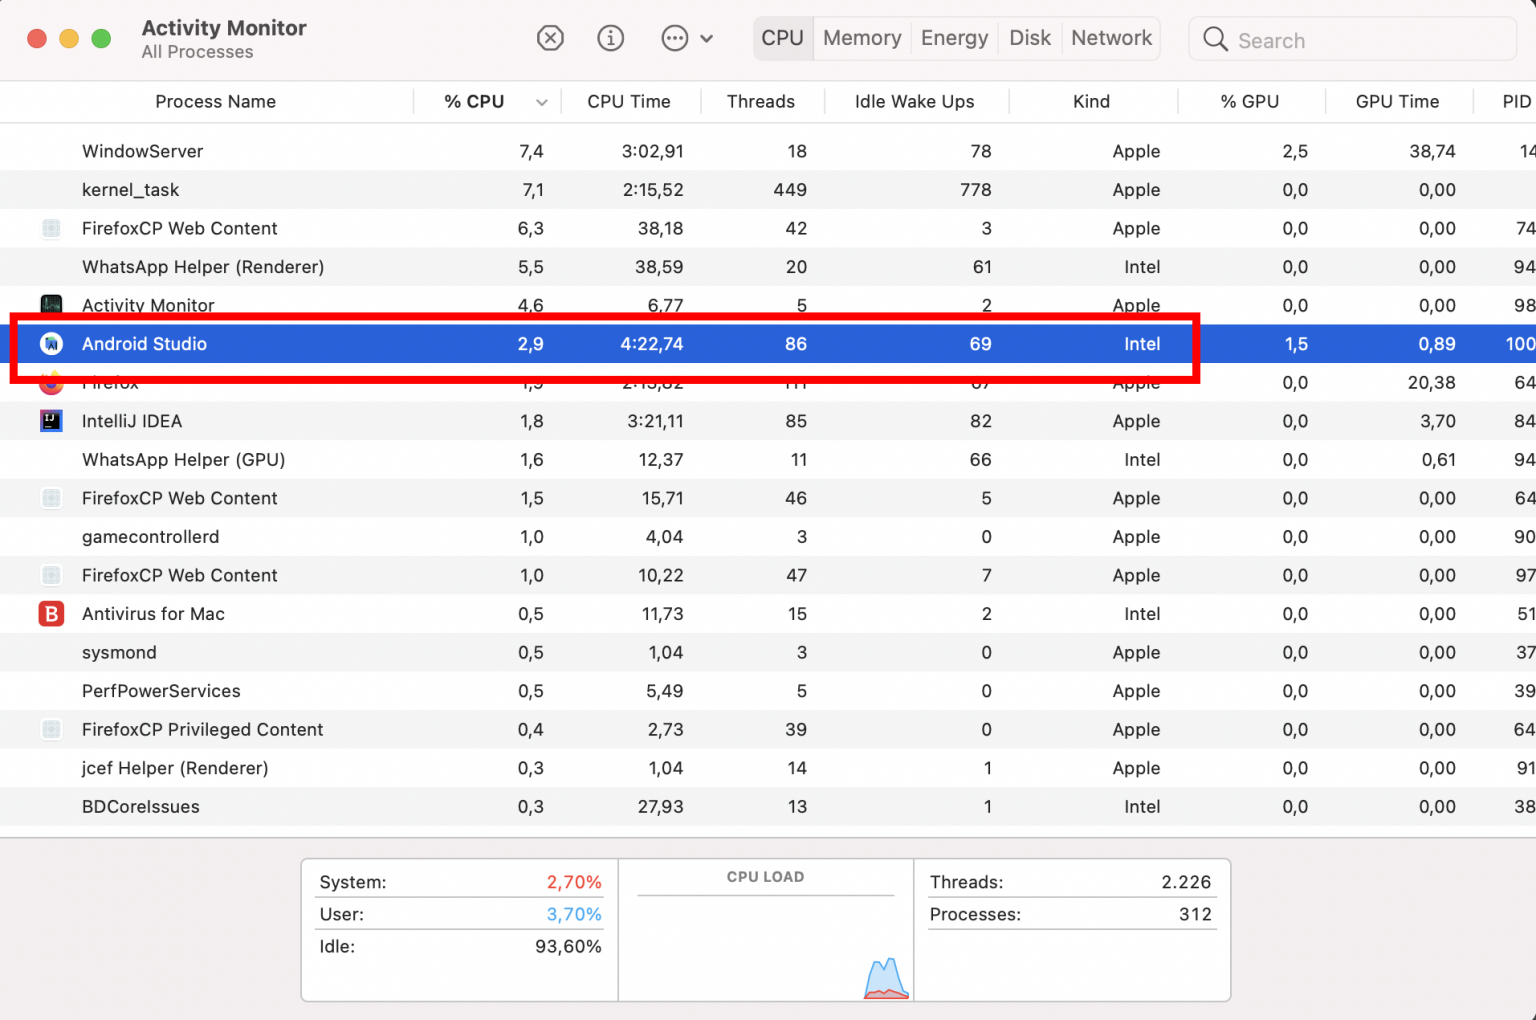 Activity Monitor
All Processes
CPU Memory Energy Disk Network
Search
Process Name % CPU CPU Time Threads Idle Wake Ups Kind % GPU GPU Time PID
WindowServer 7,4 3:02,91 18 78 Apple 2,5 38,74 14
kernel_task 7,1 2:15,52 449 778 Apple 0,0 0,00
FirefoxCP Web Content 6,3 38,18 42 3 Apple 0,0 0,00 74
WhatsApp Helper (Renderer) 5,5 38,59 20 61 Intel 0,0 0,00 94
Activity Monitor 4,6 6,77 5 2 Apple 0,0 0,00 98
Android Studio 2,9 4:22,74 86 69 Intel 1,5 0,89 100
Firefox 1,9 Apple 0,0 20,38 64
IntelliJ IDEA 1,8 3:21,11 85 82 Apple 0,0 3,70 84
WhatsApp Helper (GPU) 1,6 12,37 11 66 Intel 0,0 0,61 94
FirefoxCP Web Content 1,5 15,71 46 5 Apple 0,0 0,00 64
gamecontrollerd 1,0 4,04 3 0 Apple 0,0 0,00 90
FirefoxCP Web Content 1,0 10,22 47 7 Apple 0,0 0,00 97
B Antivirus for Mac 0,5 11,73 15 2 Intel 0,0 0,00 51
sysmond 0,5 1,04 3 0 Apple 0,0 0,00 37
PerfPowerServices 0,5 5,49 5 0 Apple 0,0 0,00 39
FirefoxCP Privileged Content 0,4 2,73 39 0 Apple 0,0 0,00 64
jcef Helper (Renderer) 0,3 1,04 14 1 Apple 0,0 0,00 91
BDCoreIssues 0,3 27,93 13 1 Intel 0,0 0,00 38
System: 2,70%
User: 3,70%
Idle: 93,60%
CPU LOAD
Threads: 2.226
Processes: 312